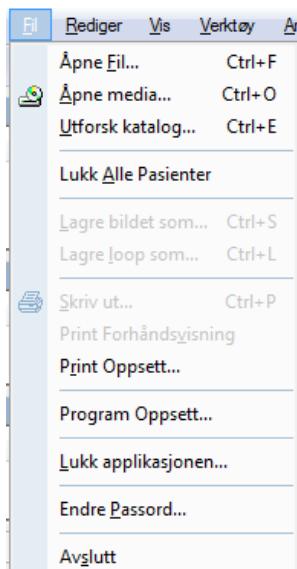 Fil Rediger Vis Verktøy
Åpne Fil... Ctrl+F
Åpne media... Ctrl+O
Utforsk katalog... Ctrl+E
Lukk Alle Pasienter
Lagre bildet som... Ctrl+S
Lagre loop som... Ctrl+L
Skriv ut... Ctrl+P
Print Forhåndsvisning
Print Oppsett...
Program Oppsett...
Lukk applikasjonen...
Endre Passord...
Avslutt